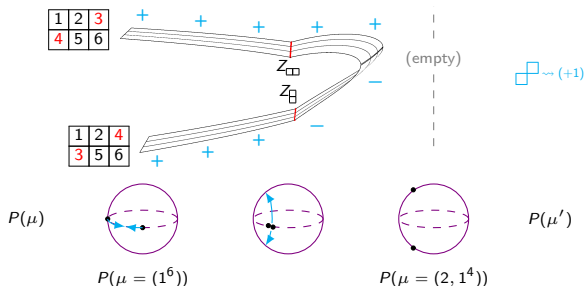 1 2 3
4 5 6
+ + + + +
Z
(empty)
⇝ (+1)
Z
−
1 2 4
3 5 6
+ + + + −
P(μ)
P(μ′)
P(μ = (1⁶))
P(μ = (2, 1⁴))